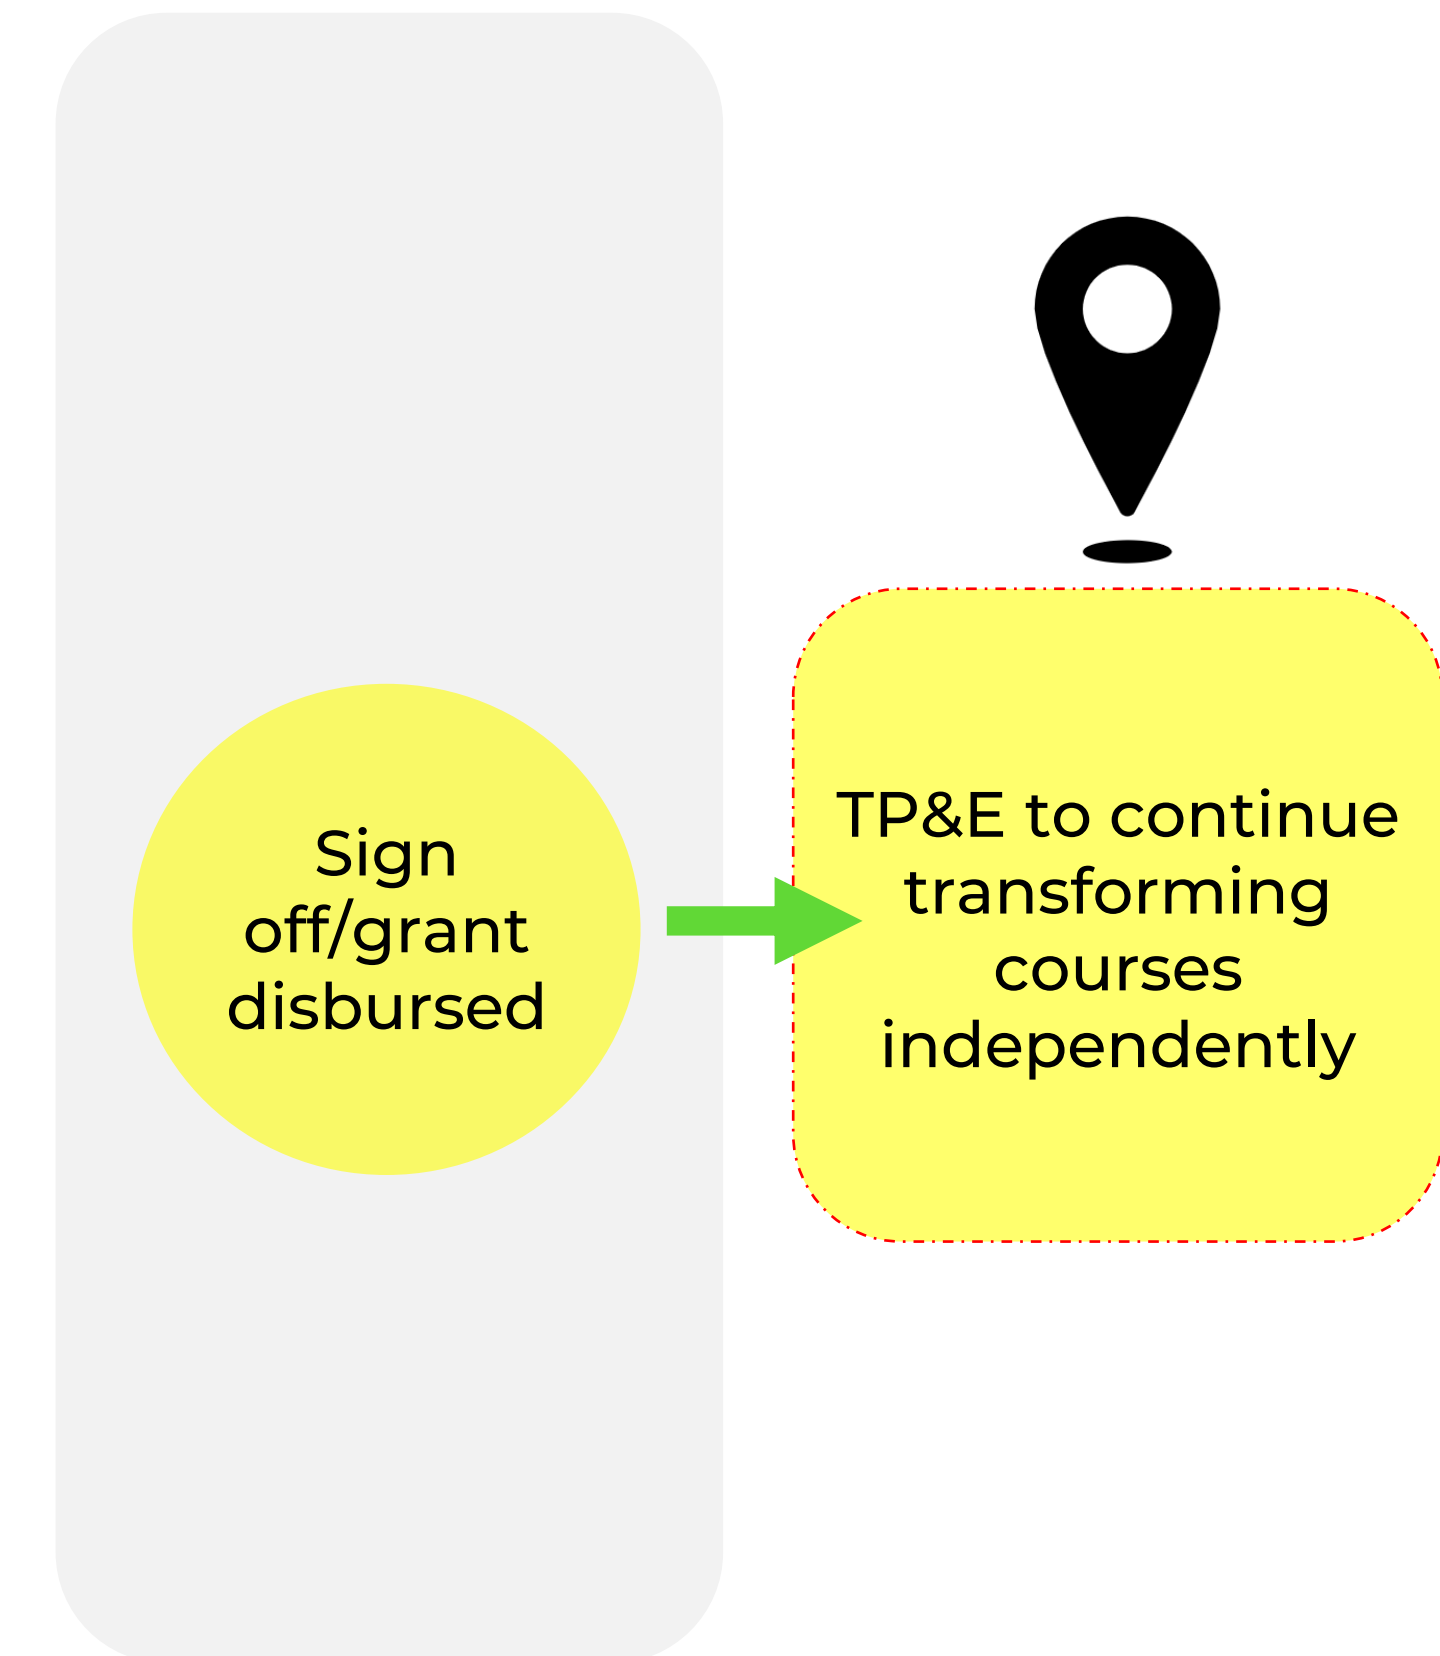 Sign
off/grant
disbursed
TP&E to continue
transforming
courses
independently